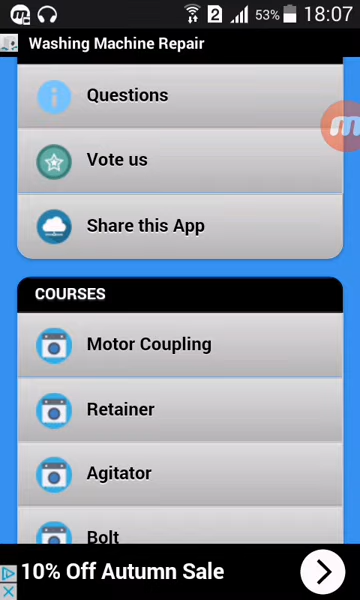 2 53% 18:07
Washing Machine Repair
Questions
Vote us
Share this App
COURSES
Motor Coupling
Retainer
Agitator
Bolt
10% Off Autumn Sale